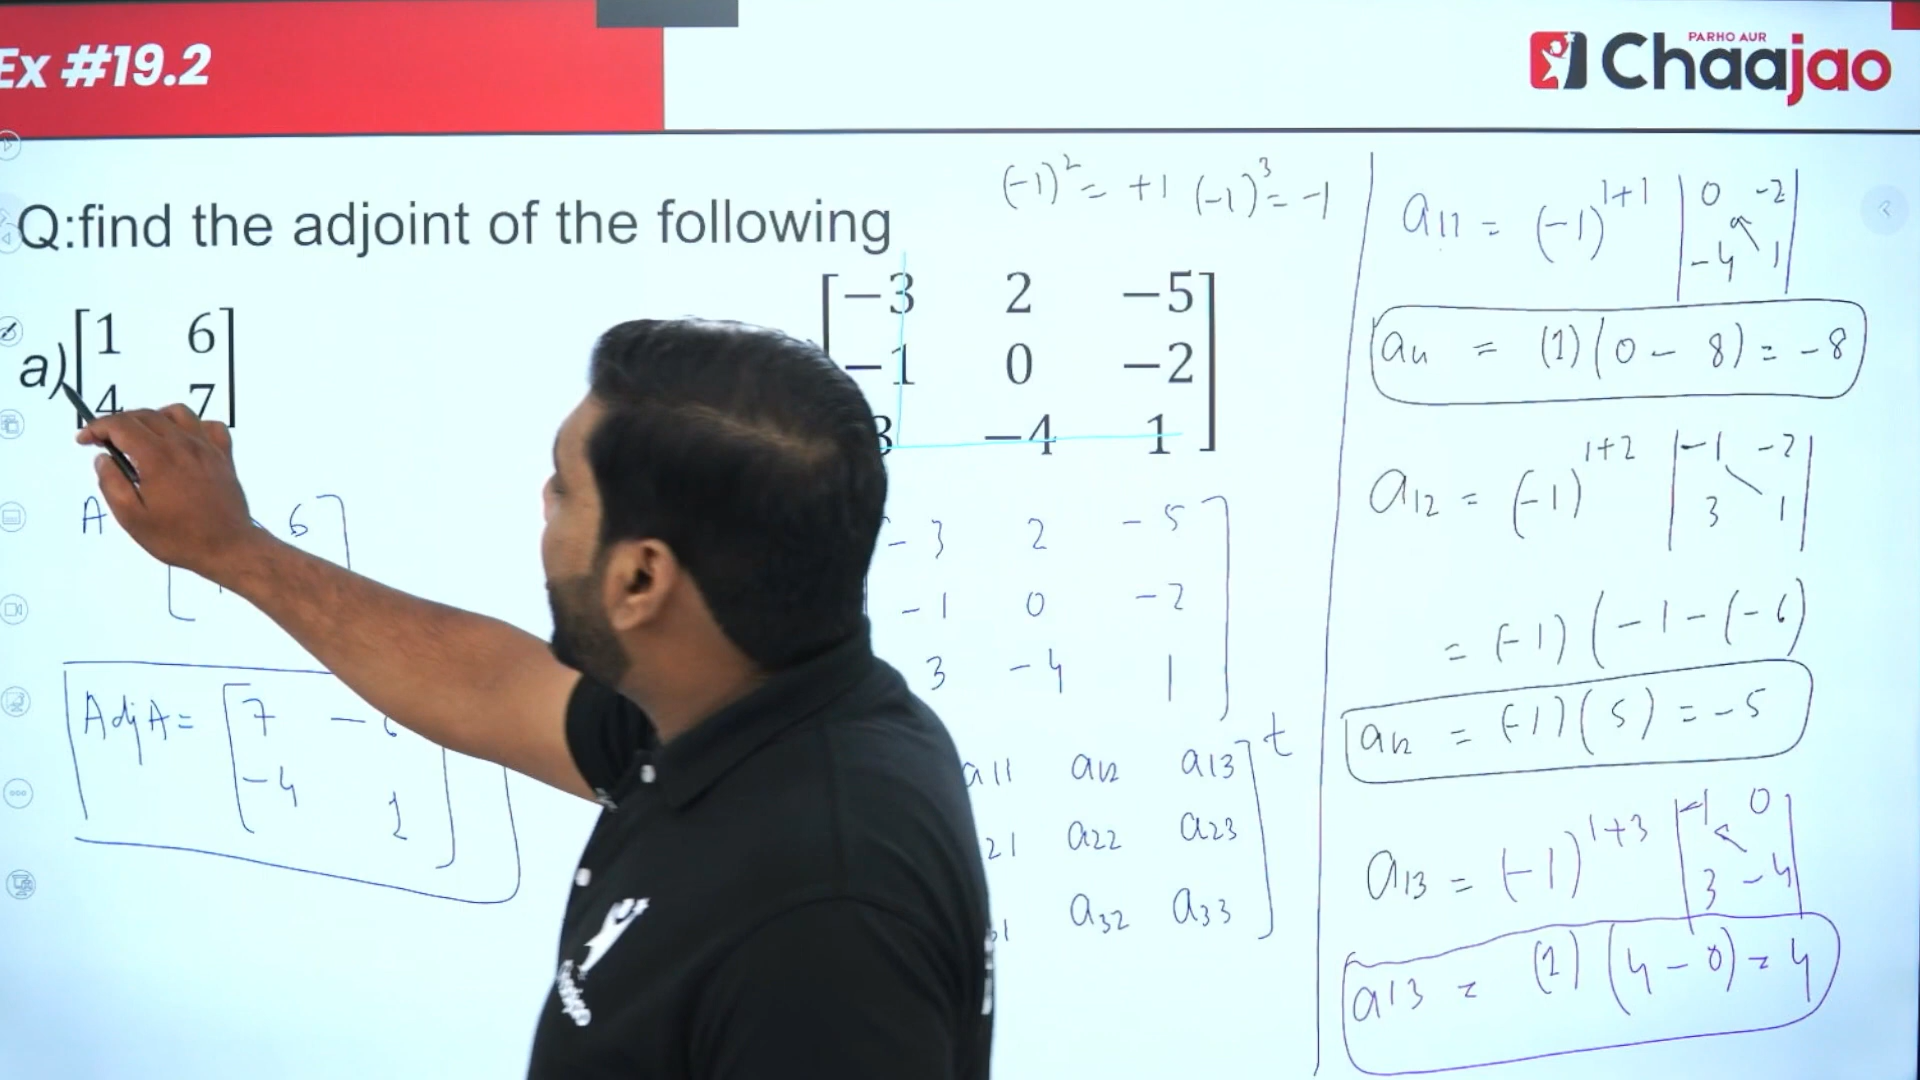 Ex #19.2
PARHO AUR
Chaajao
Q:find the adjoint of the following
a) [1 6
4 7]
[−3 2 −5
−1 0 −2
3 −4 1]
(-1)² = +1 (-1)³ = -1
A 6
Adj A = [7 −
−4 1]
- 3 2 - 5
- 1 0 - 2
3 - 4 1
a11 a12 a13 t
21 a22 a23
31 a32 a33
a11 = (-1)^1+1 |0 -2
-4 1|
a11 = (1)(0 - 8) = -8
a12 = (-1)^1+2 |-1 -2
3 1|
= (-1)(-1-(-6)
a12 = (-1)(5) = -5
a13 = (-1)^1+3 |-1 0
3 -4|
a13 = (1)(4-0) = 4